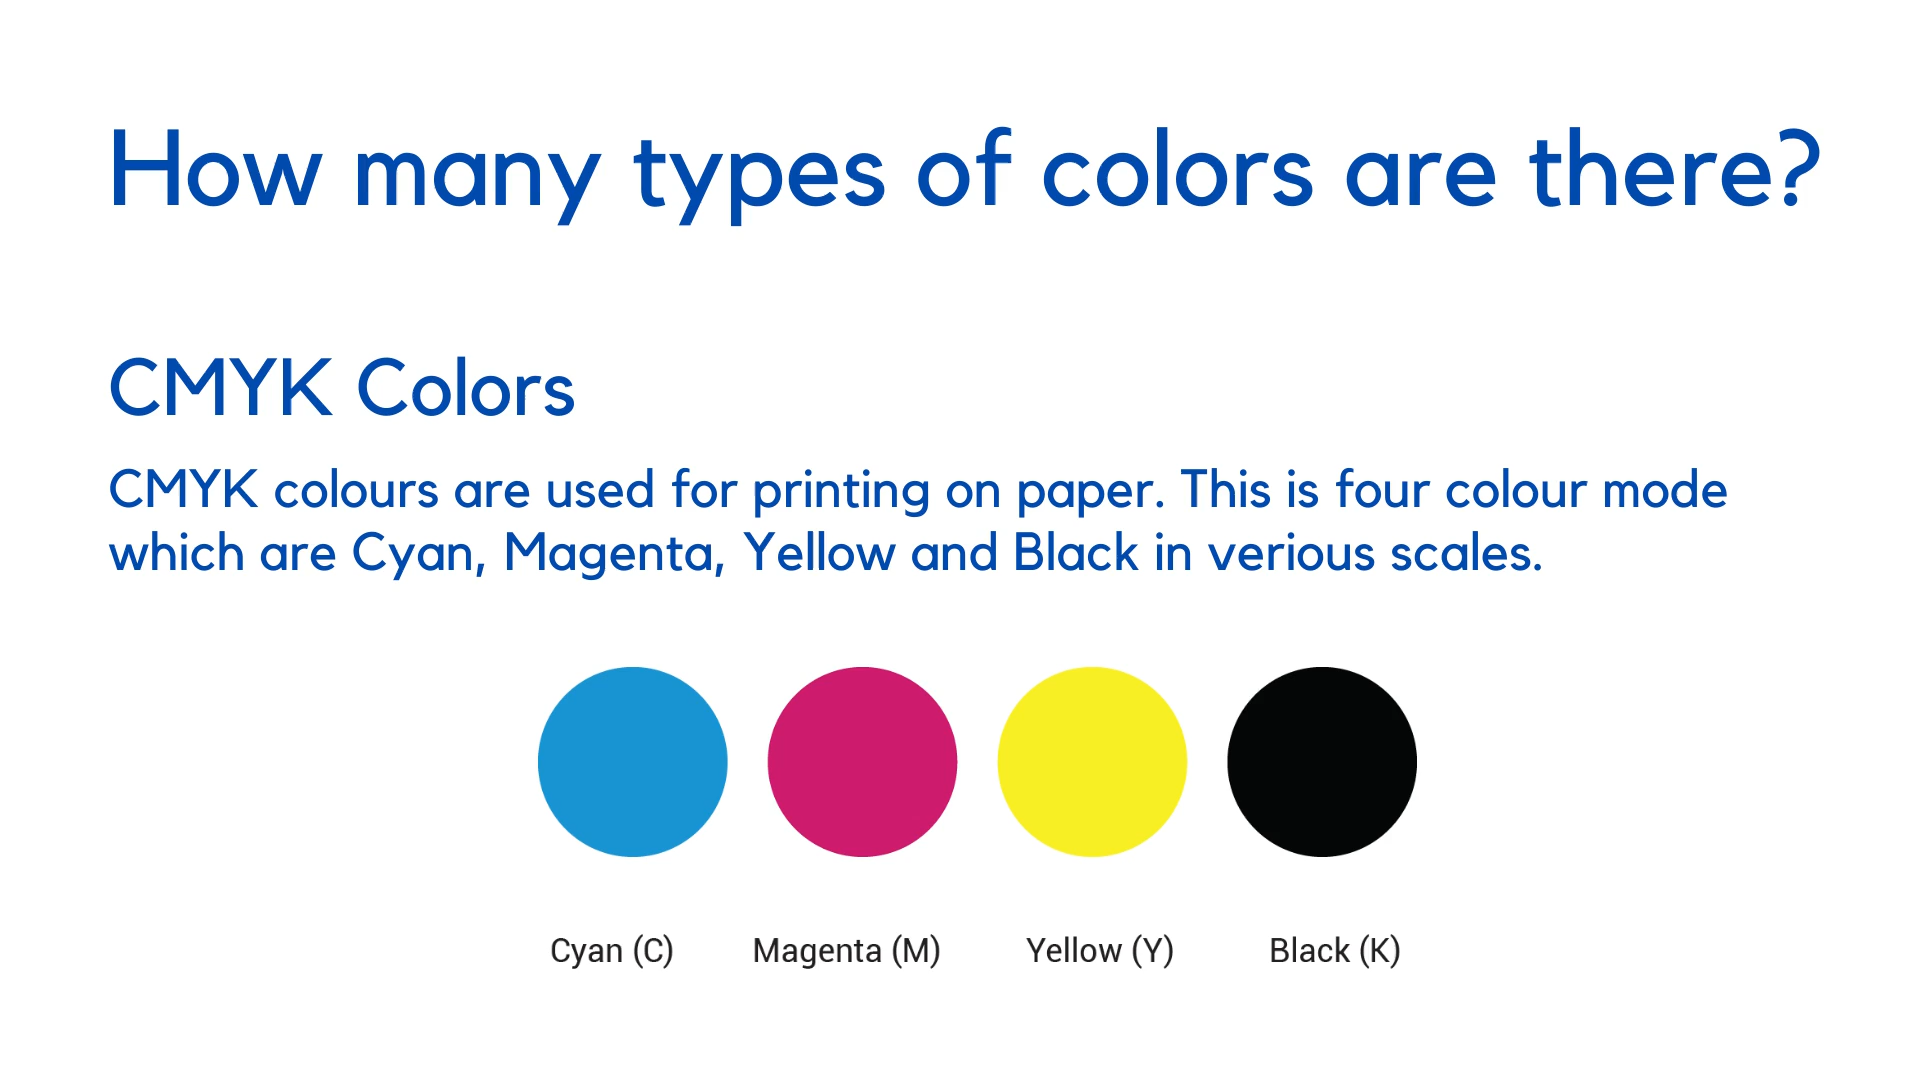 How many types of colors are there?
CMYK Colors
CMYK colours are used for printing on paper. This is four colour mode
which are Cyan, Magenta, Yellow and Black in verious scales.
Cyan (C) Magenta (M) Yellow (Y) Black (K)